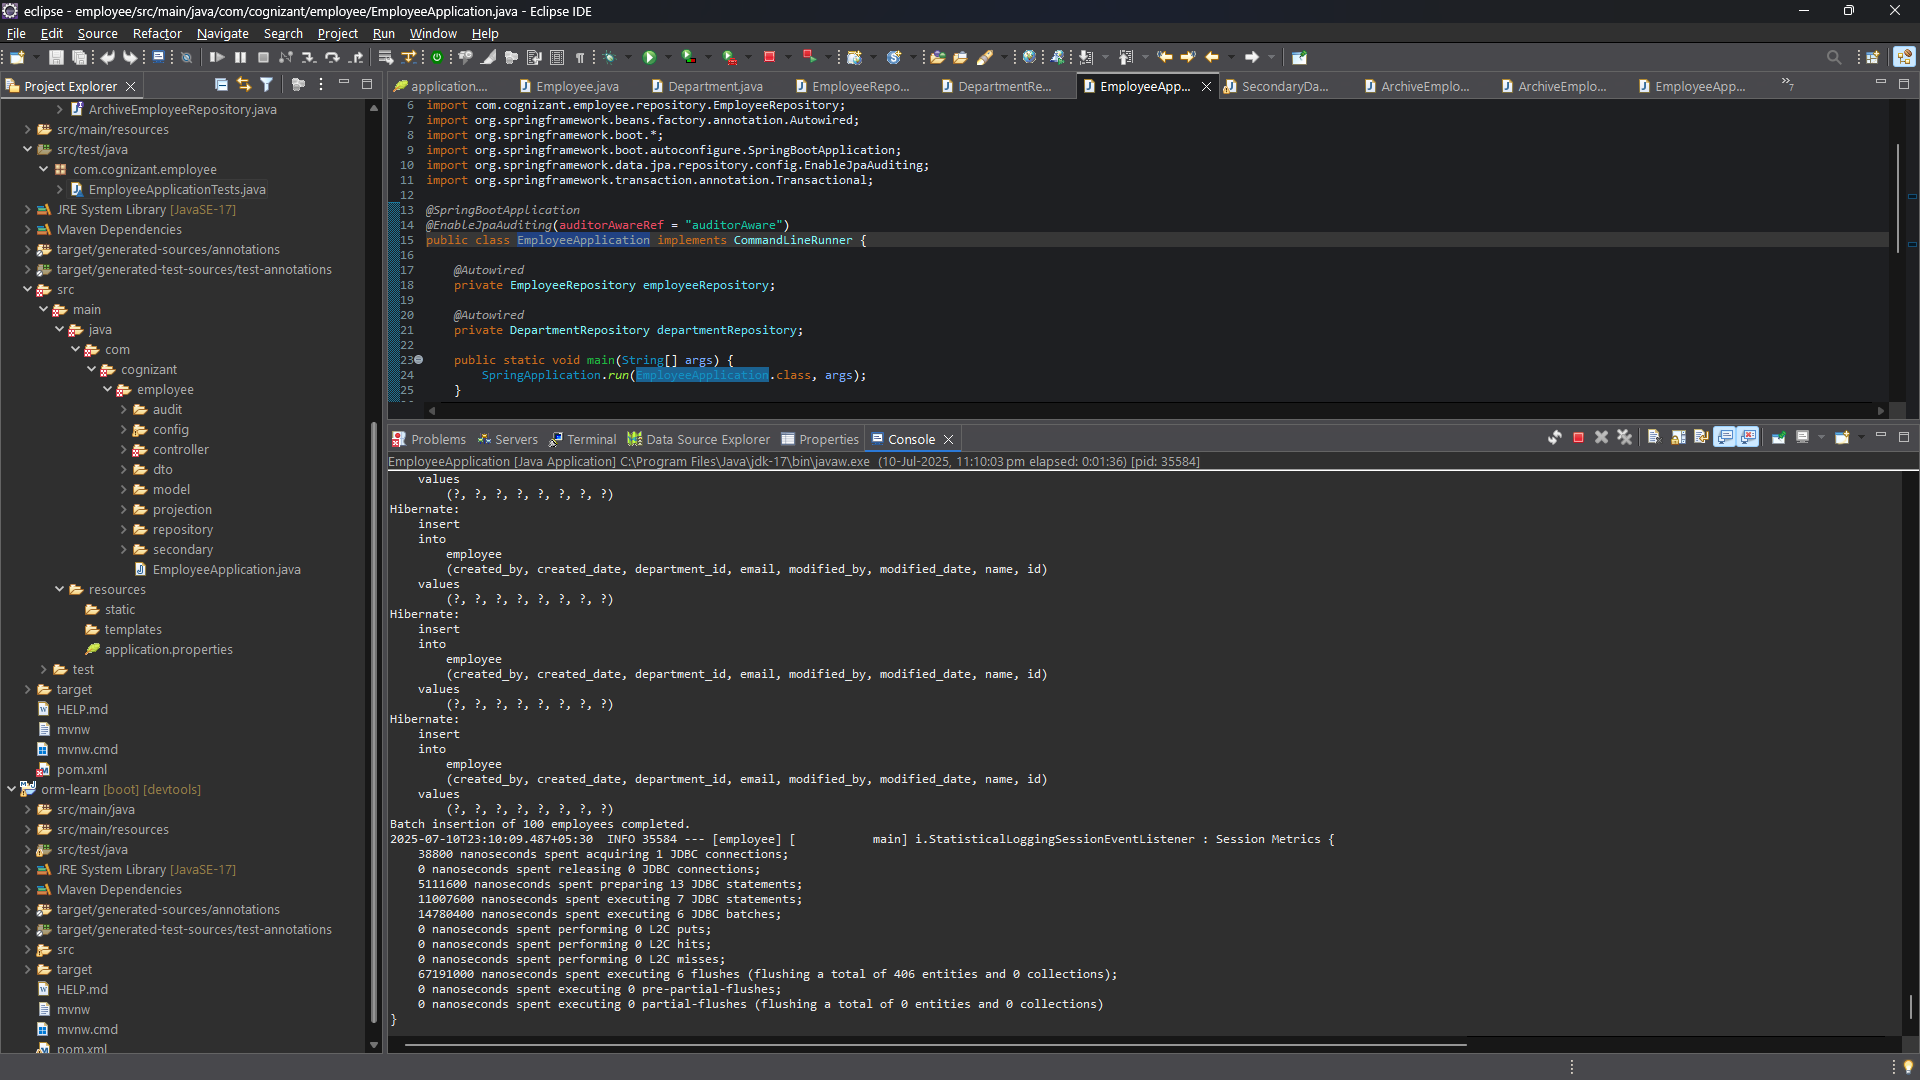 eclipse - employee/src/main/java/com/cognizant/employee/EmployeeApplication.java - Eclipse IDE
File Edit Source Refactor Navigate Search Project Run Window Help
Project Explorer
ArchiveEmployeeRepository.java
src/main/resources
src/test/java
com.cognizant.employee
EmployeeApplicationTests.java
JRE System Library [JavaSE-17]
Maven Dependencies
target/generated-sources/annotations
target/generated-test-sources/test-annotations
src
main
java
com
cognizant
employee
audit
config
controller
dto
model
projection
repository
secondary
EmployeeApplication.java
resources
static
templates
application.properties
test
target
HELP.md
mvnw
mvnw.cmd
pom.xml
orm-learn [boot] [devtools]
src/main/java
src/main/resources
src/test/java
JRE System Library [JavaSE-17]
Maven Dependencies
target/generated-sources/annotations
target/generated-test-sources/test-annotations
src
target
HELP.md
mvnw
mvnw.cmd
pom.xml
application.... Employee.java Department.java EmployeeRepo... DepartmentRe... EmployeeApp... SecondaryDa... ArchiveEmplo... ArchiveEmplo... EmployeeApp... »7
6 import com.cognizant.employee.repository.EmployeeRepository;
7 import org.springframework.beans.factory.annotation.Autowired;
8 import org.springframework.boot.*;
9 import org.springframework.boot.autoconfigure.SpringBootApplication;
10 import org.springframework.data.jpa.repository.config.EnableJpaAuditing;
11 import org.springframework.transaction.annotation.Transactional;
12
13 @SpringBootApplication
14 @EnableJpaAuditing(auditorAwareRef = "auditorAware")
15 public class EmployeeApplication implements CommandLineRunner {
16
17 @Autowired
18 private EmployeeRepository employeeRepository;
19
20 @Autowired
21 private DepartmentRepository departmentRepository;
22
23 public static void main(String[] args) {
24 SpringApplication.run(EmployeeApplication.class, args);
25 }
Problems Servers Terminal Data Source Explorer Properties Console
EmployeeApplication [Java Application] C:\Program Files\Java\jdk-17\bin\javaw.exe (10-Jul-2025, 11:10:03 pm elapsed: 0:01:36) [pid: 35584]
values
(?, ?, ?, ?, ?, ?, ?, ?)
Hibernate:
insert
into
employee
(created_by, created_date, department_id, email, modified_by, modified_date, name, id)
values
(?, ?, ?, ?, ?, ?, ?, ?)
Hibernate:
insert
into
employee
(created_by, created_date, department_id, email, modified_by, modified_date, name, id)
values
(?, ?, ?, ?, ?, ?, ?, ?)
Hibernate:
insert
into
employee
(created_by, created_date, department_id, email, modified_by, modified_date, name, id)
values
(?, ?, ?, ?, ?, ?, ?, ?)
Batch insertion of 100 employees completed.
2025-07-10T23:10:09.487+05:30 INFO 35584 --- [employee] [ main] i.StatisticalLoggingSessionEventListener : Session Metrics {
38800 nanoseconds spent acquiring 1 JDBC connections;
0 nanoseconds spent releasing 0 JDBC connections;
5111600 nanoseconds spent preparing 13 JDBC statements;
11007600 nanoseconds spent executing 7 JDBC statements;
14780400 nanoseconds spent executing 6 JDBC batches;
0 nanoseconds spent performing 0 L2C puts;
0 nanoseconds spent performing 0 L2C hits;
0 nanoseconds spent performing 0 L2C misses;
67191000 nanoseconds spent executing 6 flushes (flushing a total of 406 entities and 0 collections);
0 nanoseconds spent executing 0 pre-partial-flushes;
0 nanoseconds spent executing 0 partial-flushes (flushing a total of 0 entities and 0 collections)
}